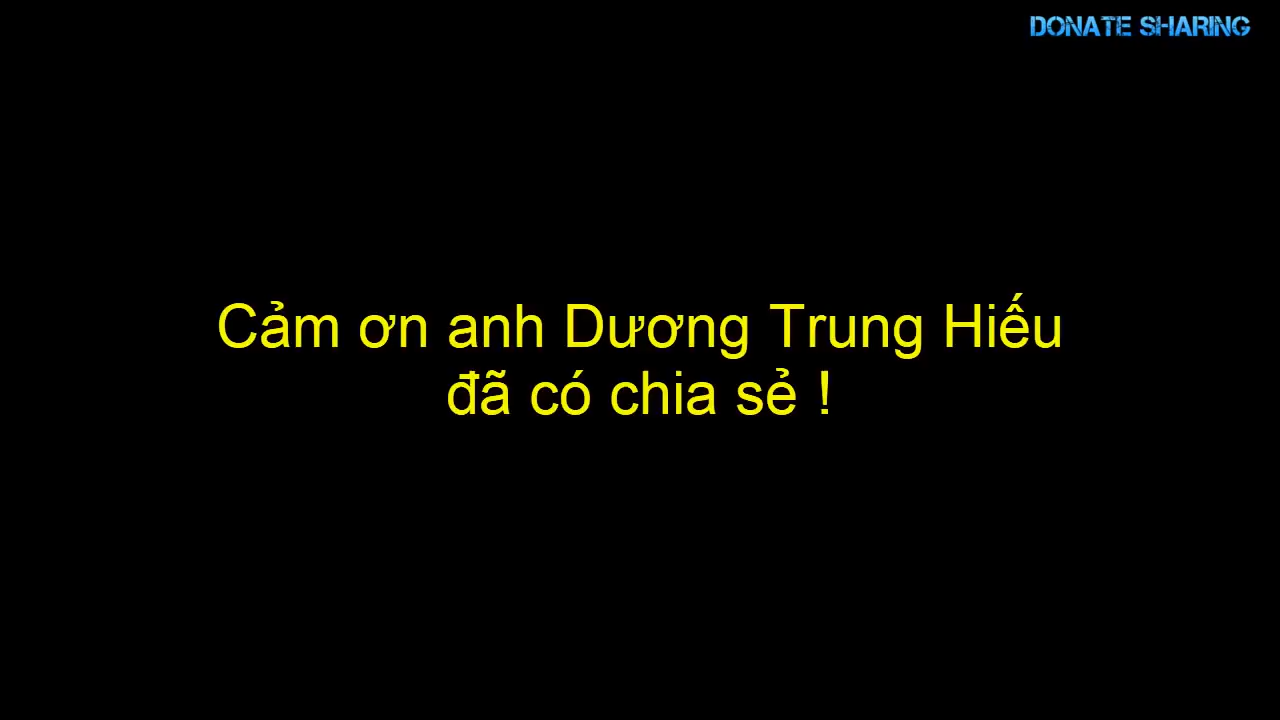 DONATE SHARING
Cảm ơn anh Dương Trung Hiếu
đã có chia sẻ !